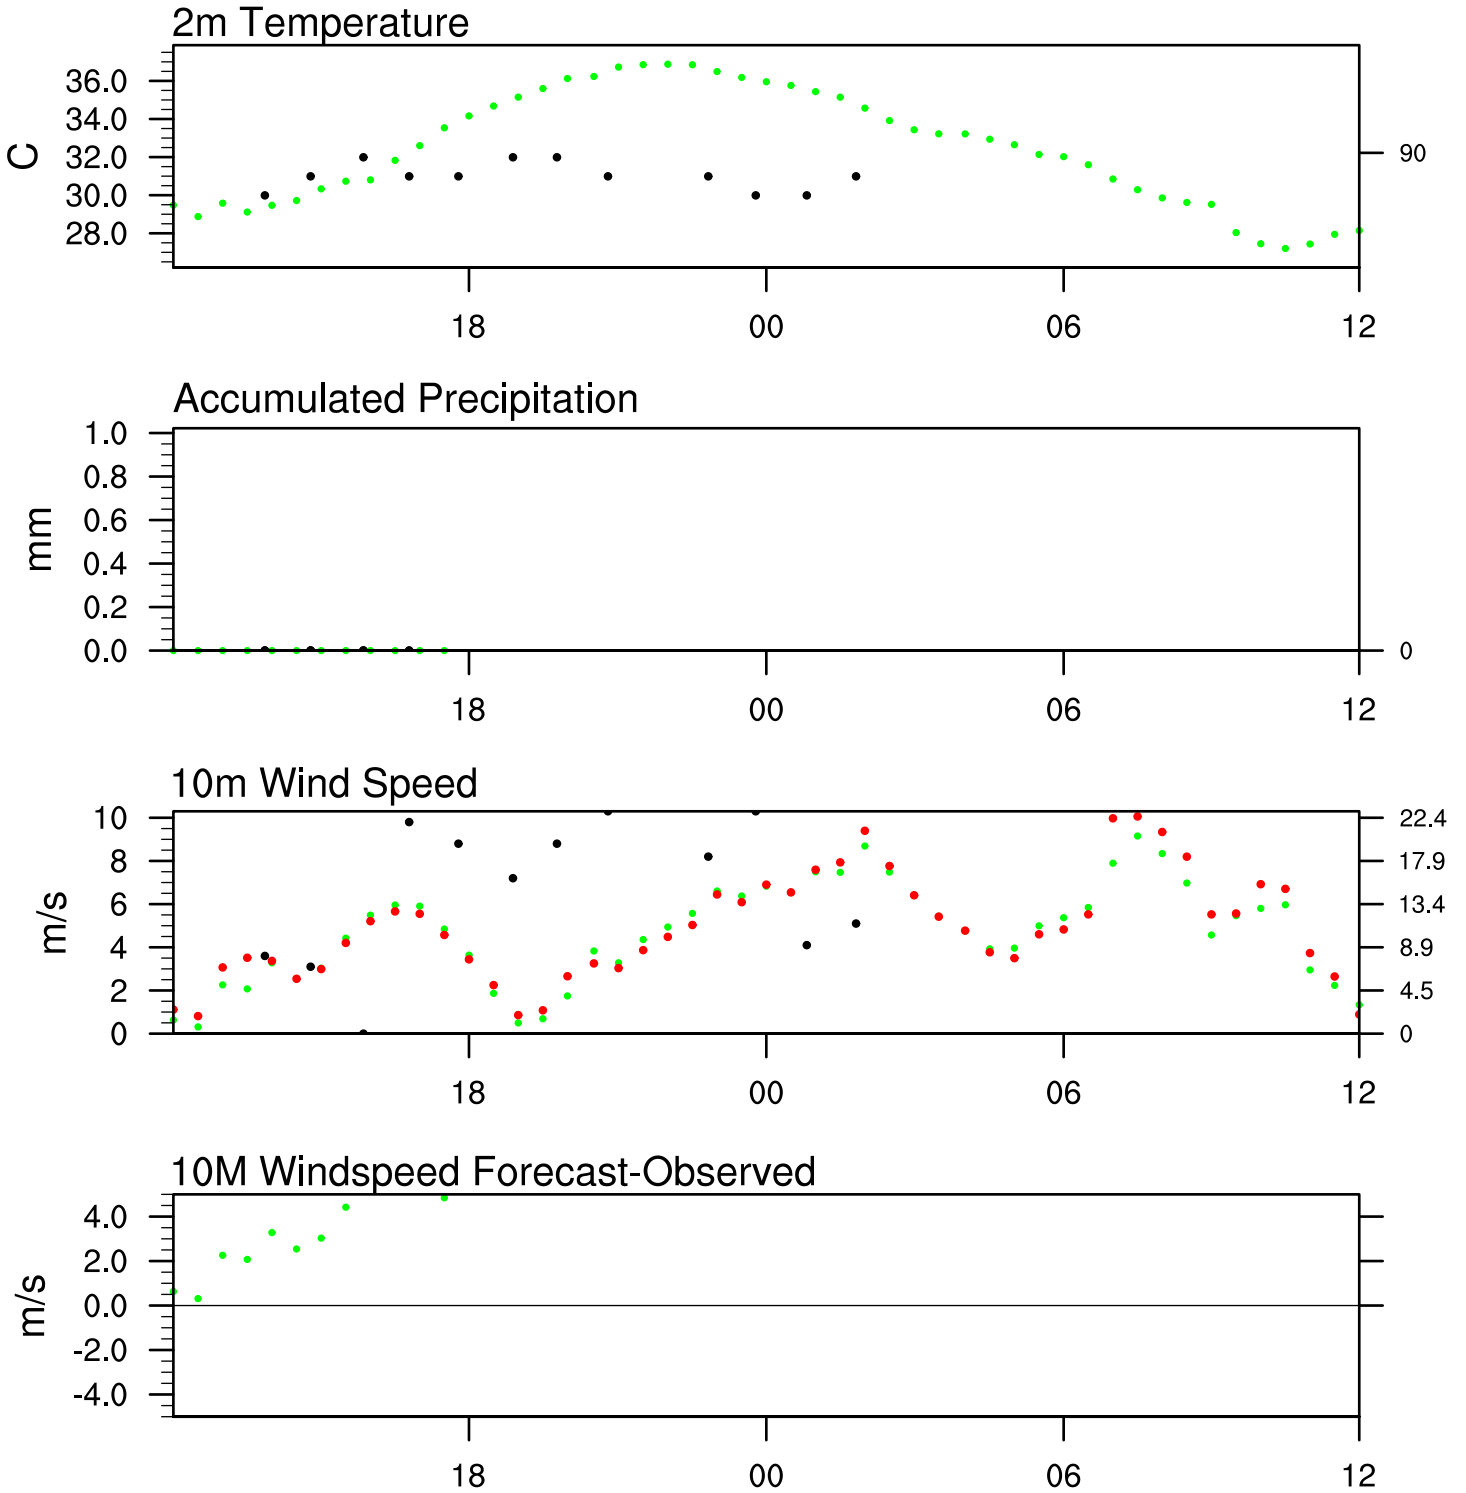 2m Temperature
36.0
34.0
32.0
30.0
28.0
C
90
18 00 06 12
Accumulated Precipitation
1.0
0.8
0.6
0.4
0.2
0.0
mm
0
18 00 06 12
10m Wind Speed
10 22.4
8 17.9
6 13.4
4 8.9
2 4.5
0 0
m/s
18 00 06 12
10M Windspeed Forecast-Observed
4.0
2.0
0.0
-2.0
-4.0
m/s
18 00 06 12